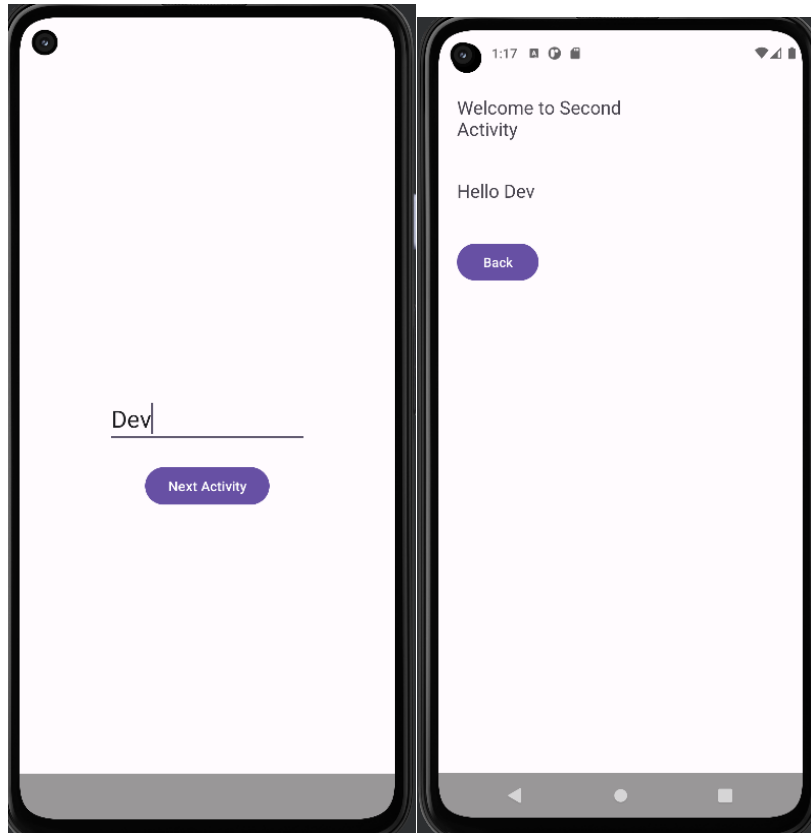 Dev
Next Activity
1:17
Welcome to Second
Activity
Hello Dev
Back